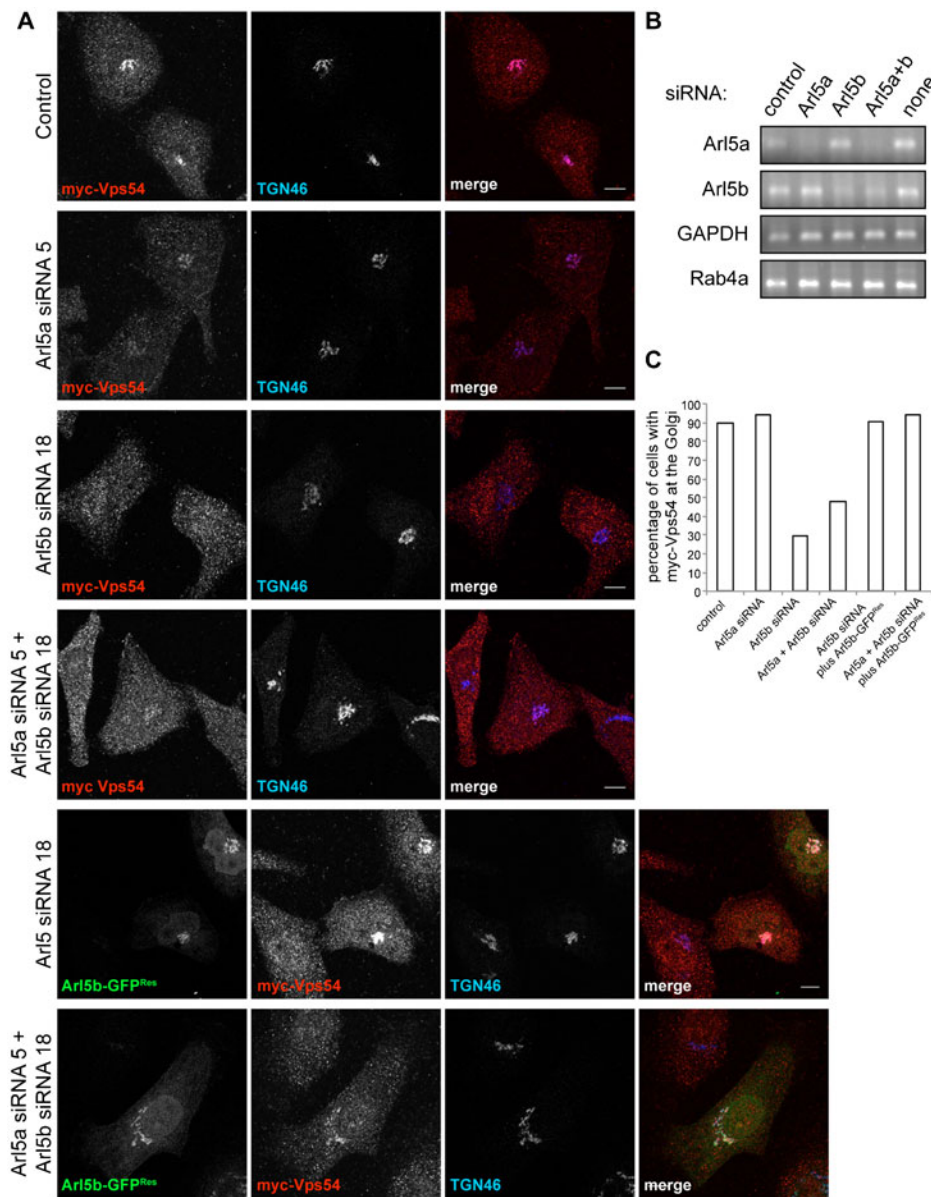 A
Control
myc-Vps54
TGN46
merge
Arl5a siRNA 5
myc-Vps54
TGN46
merge
Arl5b siRNA 18
myc-Vps54
TGN46
merge
Arl5a siRNA 5 +
Arl5b siRNA 18
myc Vps54
TGN46
merge
Arl5 siRNA 18
Arl5b-GFPRes
myc-Vps54
TGN46
merge
Arl5a siRNA 5 +
Arl5b siRNA 18
Arl5b-GFPRes
myc-Vps54
TGN46
merge
B
siRNA:
control
Arl5a
Arl5b
Arl5a+b
none
Arl5a
Arl5b
GAPDH
Rab4a
C
percentage of cells with
myc-Vps54 at the Golgi
100
90
80
70
60
50
40
30
20
10
0
control
Arl5a siRNA
Arl5b siRNA
Arl5a + Arl5b siRNA
Arl5b siRNA
plus Arl5b-GFPRes
Arl5a + Arl5b siRNA
plus Arl5b-GFPRes